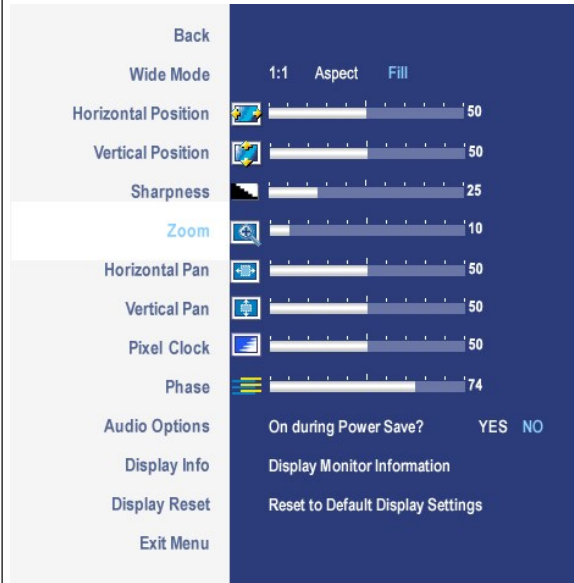 Back
Wide Mode 1:1 Aspect Fill
Horizontal Position 50
Vertical Position 50
Sharpness 25
Zoom 10
Horizontal Pan 50
Vertical Pan 50
Pixel Clock 50
Phase 74
Audio Options On during Power Save? YES NO
Display Info Display Monitor Information
Display Reset Reset to Default Display Settings
Exit Menu